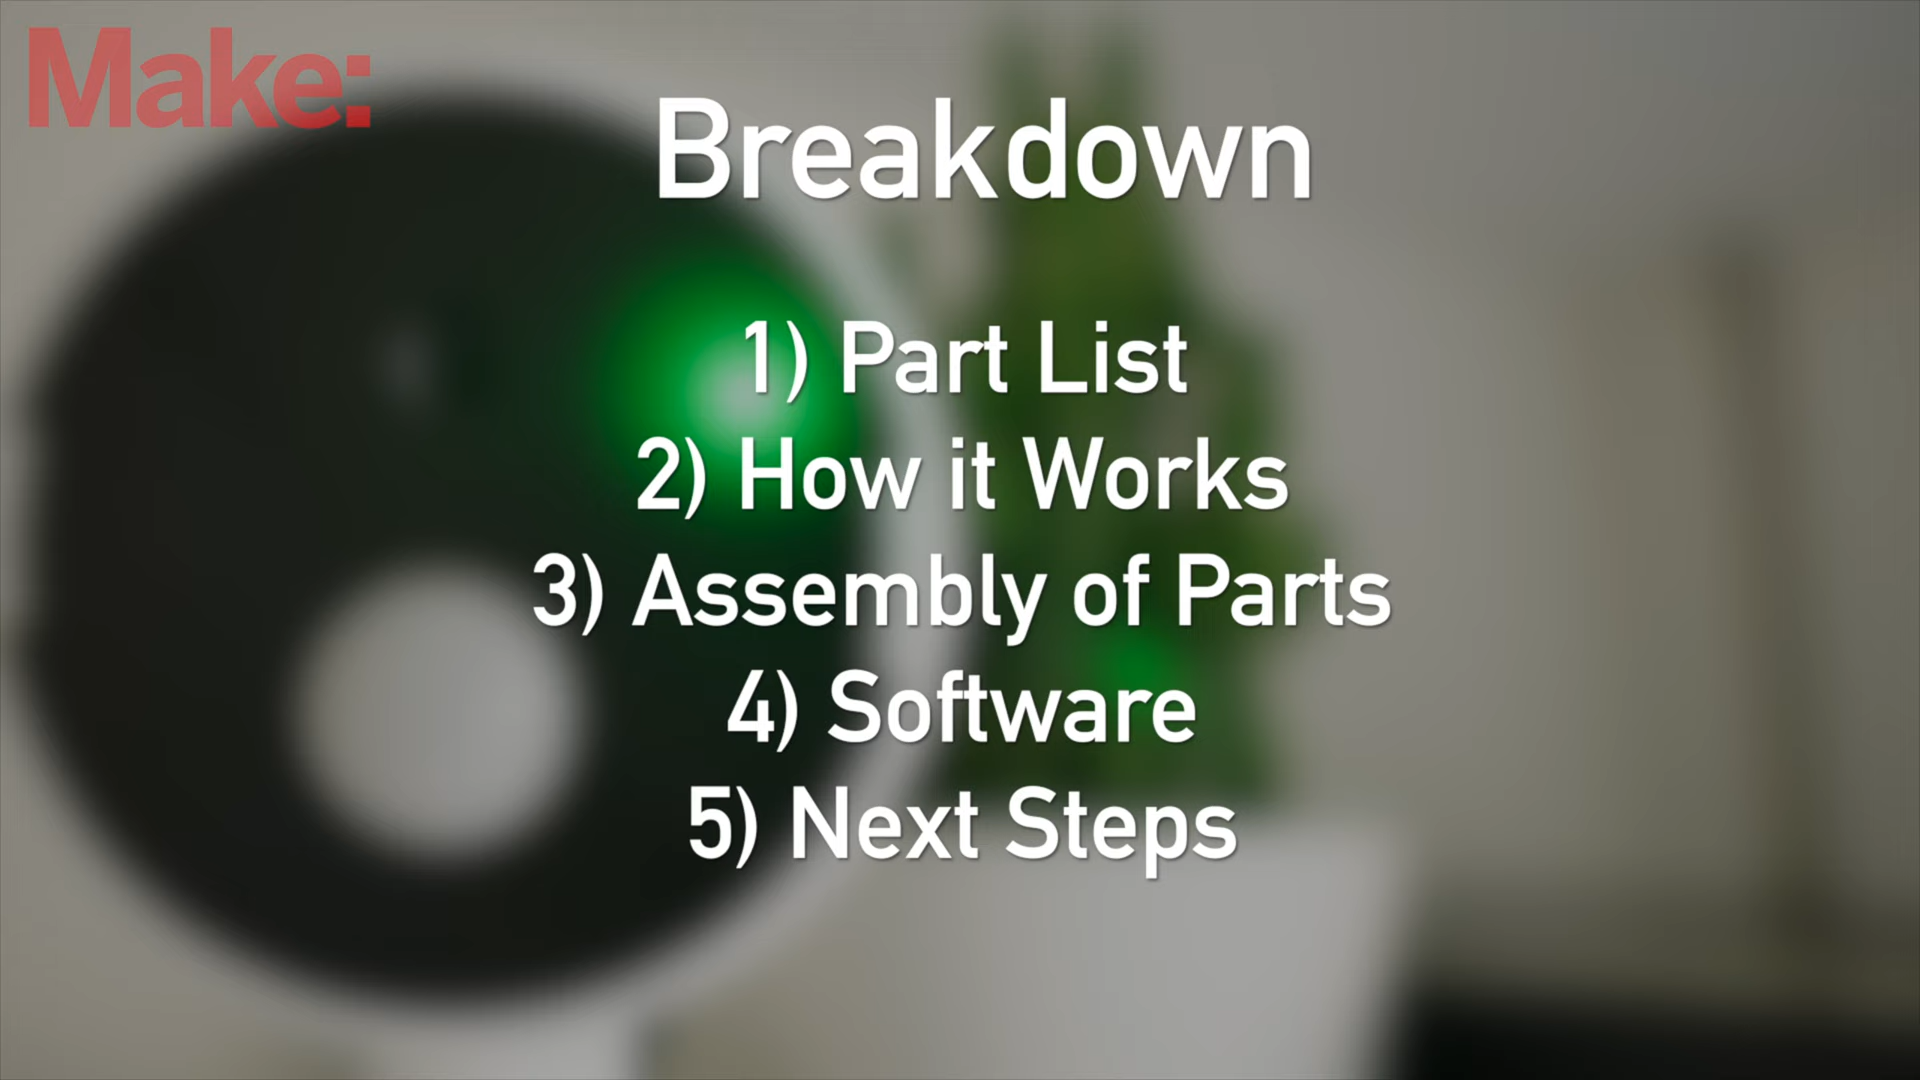 Make:
Breakdown
1) Part List
2) How it Works
3) Assembly of Parts
4) Software
5) Next Steps